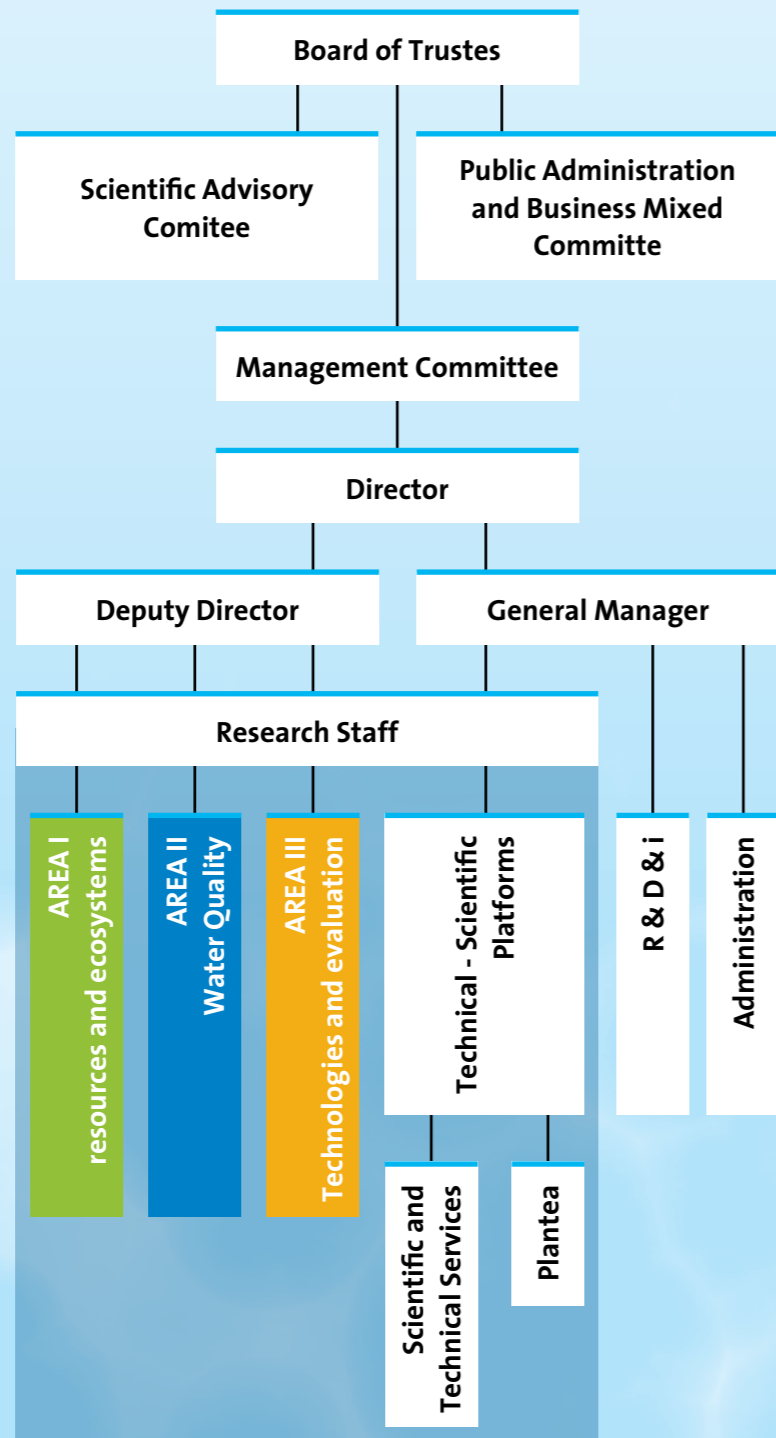 Board of Trustes
Scientific Advisory
Comitee
Public Administration
and Business Mixed
Committe
Management Committee
Director
Deputy Director
General Manager
Research Staff
AREA I
resources and ecosystems
AREA II
Water Quality
AREA III
Technologies and evaluation
Technical - Scientific
Platforms
R & D & i
Administration
Scientific and
Technical Services
Plantea